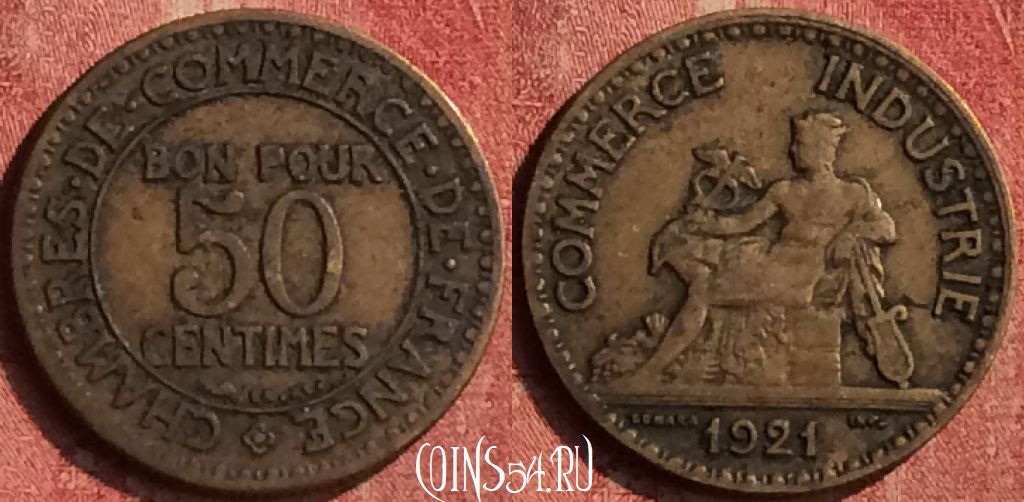 CHAMBRES·DE·COMMERCE·DE·FRANCE
BON POUR
50
CENTIMES
COMMERCE INDUSTRIE
1921
COINS54.RU